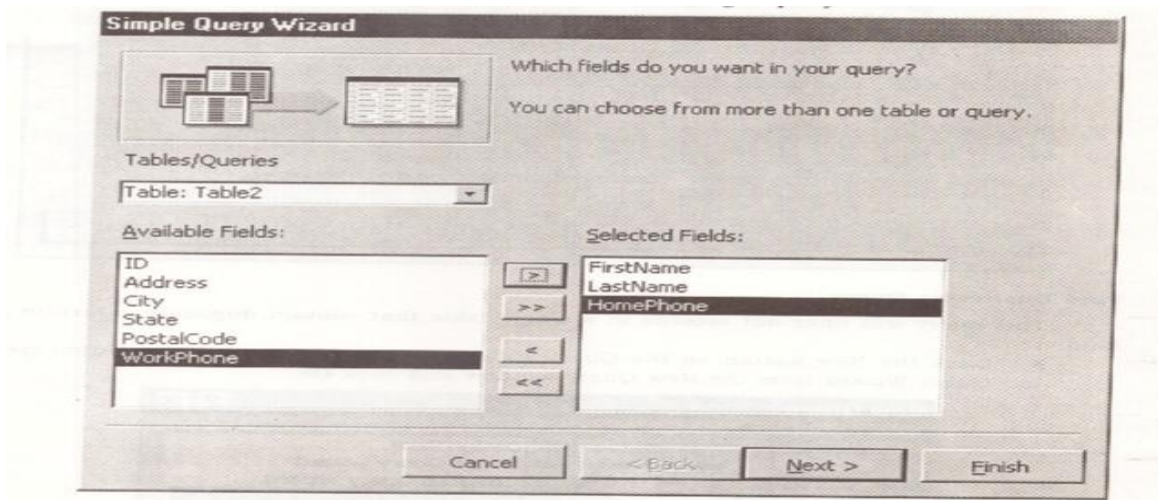 Simple Query Wizard
Which fields do you want in your query?
You can choose from more than one table or query.
Tables/Queries
Table: Table2
Available Fields:
Selected Fields:
ID
Address
City
State
PostalCode
WorkPhone
>
>>
<
<<
FirstName
LastName
HomePhone
Cancel
< Back
Next >
Finish